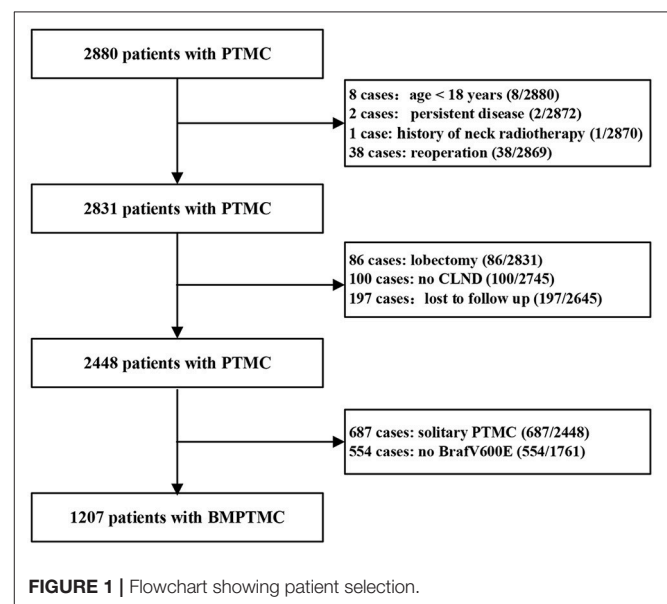 2880 patients with PTMC
8 cases：age < 18 years (8/2880)
2 cases： persistent disease (2/2872)
1 case: history of neck radiotherapy (1/2870)
38 cases: reoperation (38/2869)
2831 patients with PTMC
86 cases: lobectomy (86/2831)
100 cases: no CLND (100/2745)
197 cases：lost to follow up (197/2645)
2448 patients with PTMC
687 cases: solitary PTMC (687/2448)
554 cases: no BrafV600E (554/1761)
1207 patients with BMPTMC
FIGURE 1 | Flowchart showing patient selection.